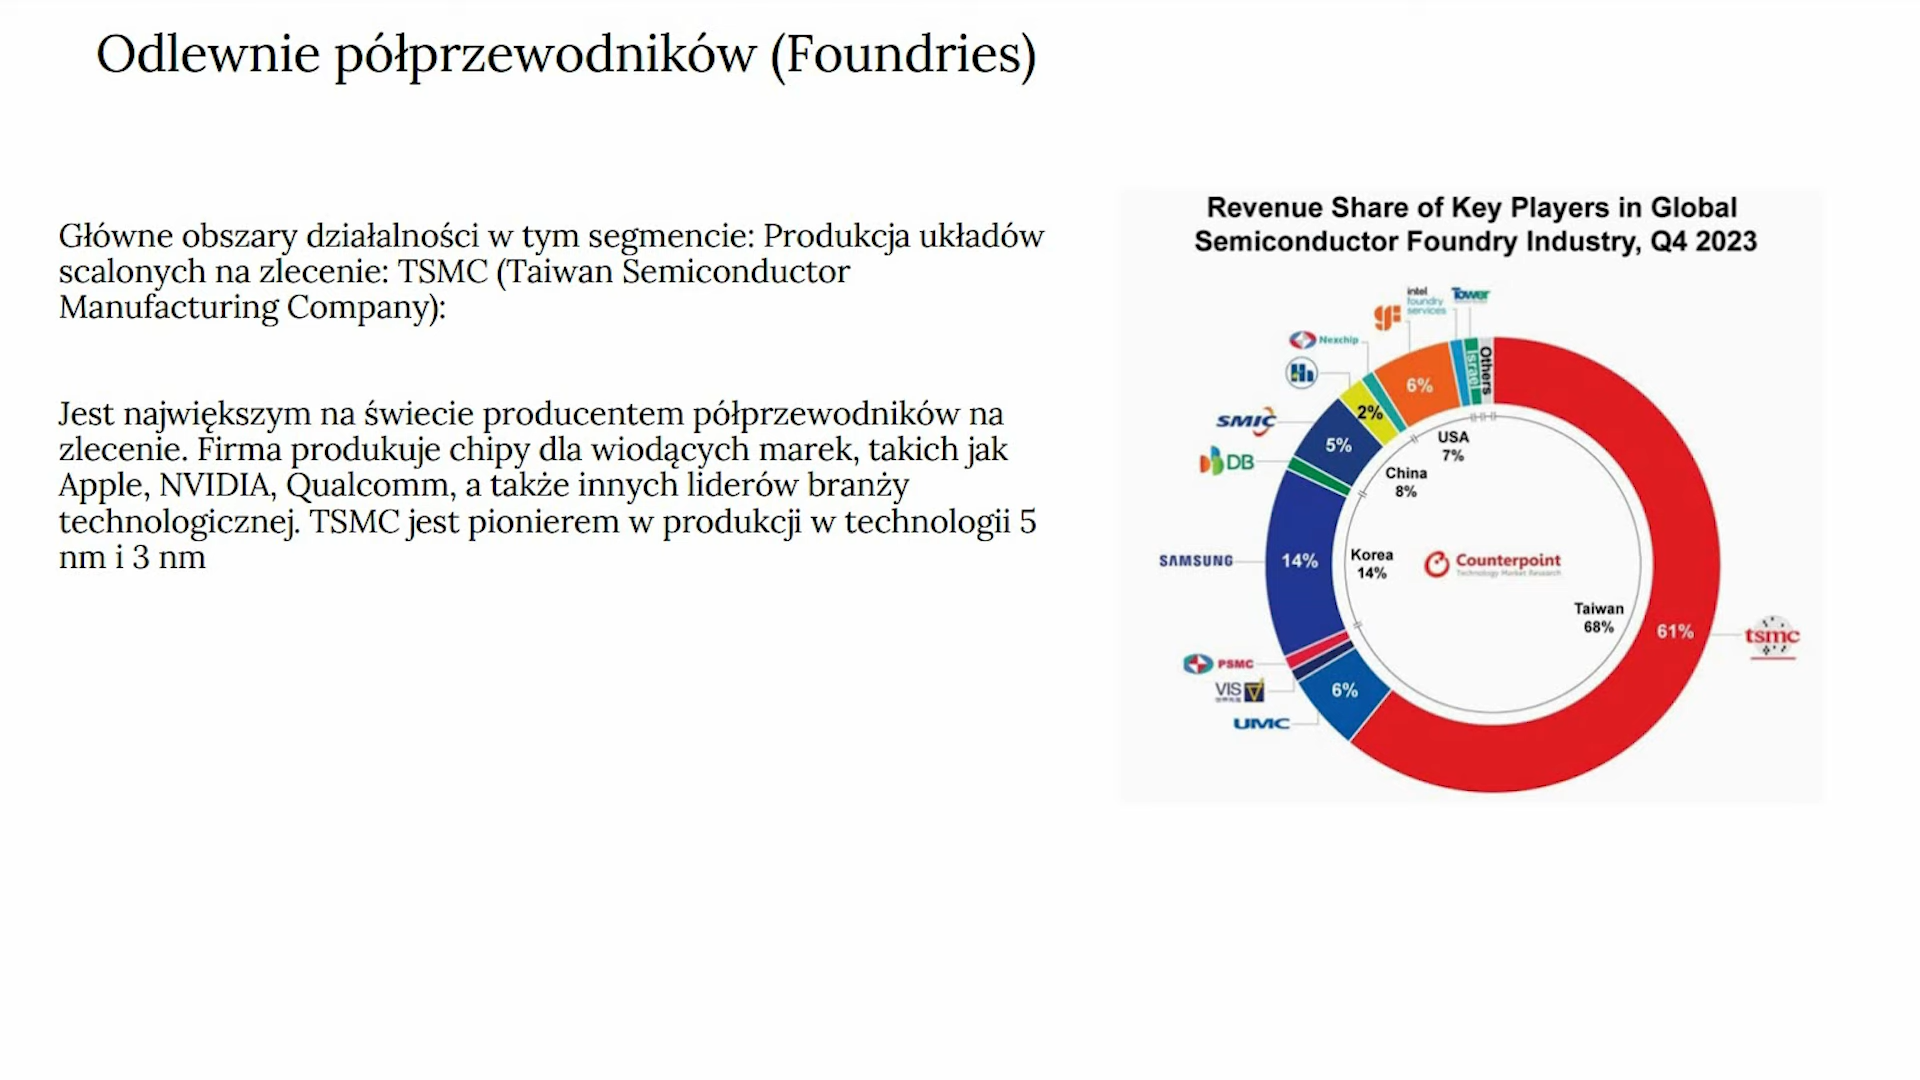 Odlewnie półprzewodników (Foundries)
Główne obszary działalności w tym segmencie: Produkcja układów
scalonych na zlecenie: TSMC (Taiwan Semiconductor
Manufacturing Company):
Jest największym na świecie producentem półprzewodników na
zlecenie. Firma produkuje chipy dla wiodących marek, takich jak
Apple, NVIDIA, Qualcomm, a także innych liderów branży
technologicznej. TSMC jest pionierem w produkcji w technologii 5
nm i 3 nm
Revenue Share of Key Players in Global
Semiconductor Foundry Industry, Q4 2023
intel
foundry
services
Tower
gf
Nexchip
SMIC
DB
SAMSUNG
PSMC
VIS
UMC
tsmc
6%
Israel
Others
2%
5%
14%
6%
61%
USA
7%
China
8%
Korea
14%
Taiwan
68%
Counterpoint
Technology Market Research